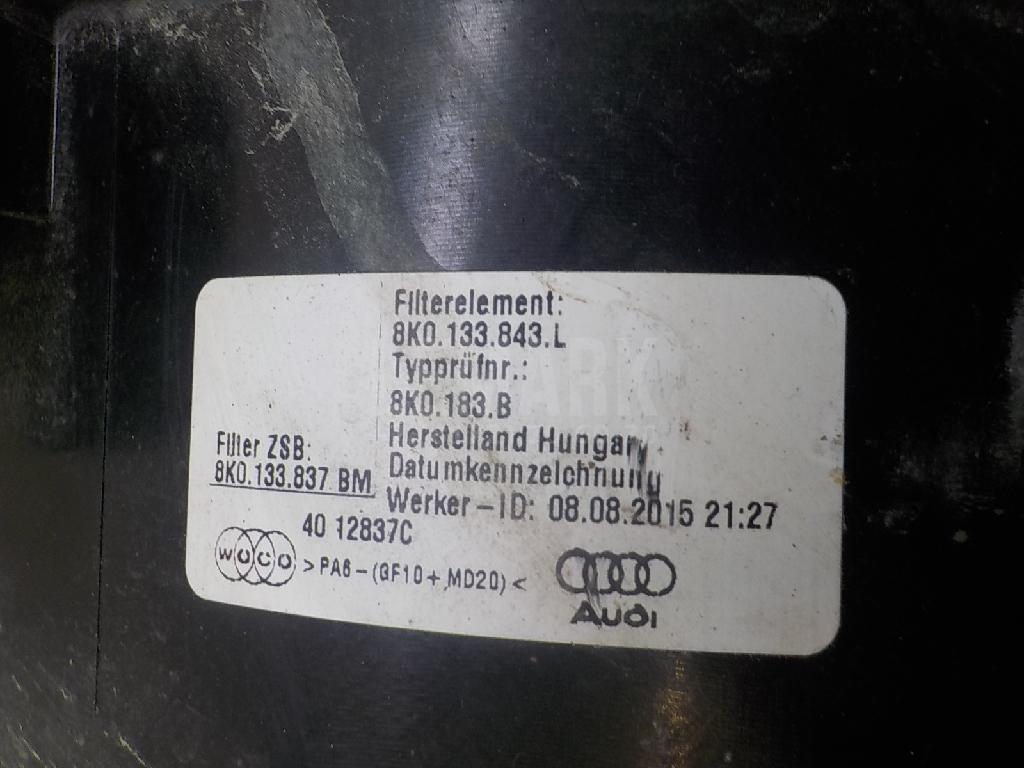 Filterelement:
8K0.133.843.L
Typprüfnr.:
8K0.183.B
Herstelland Hungary
Filter ZSB:
8K0.133.837 BM
Datumkennzeichnung
Werker-ID: 08.08.2015 21:27
40 12837C
WOCO >PA6-(GF10+MD20)<
AUDI